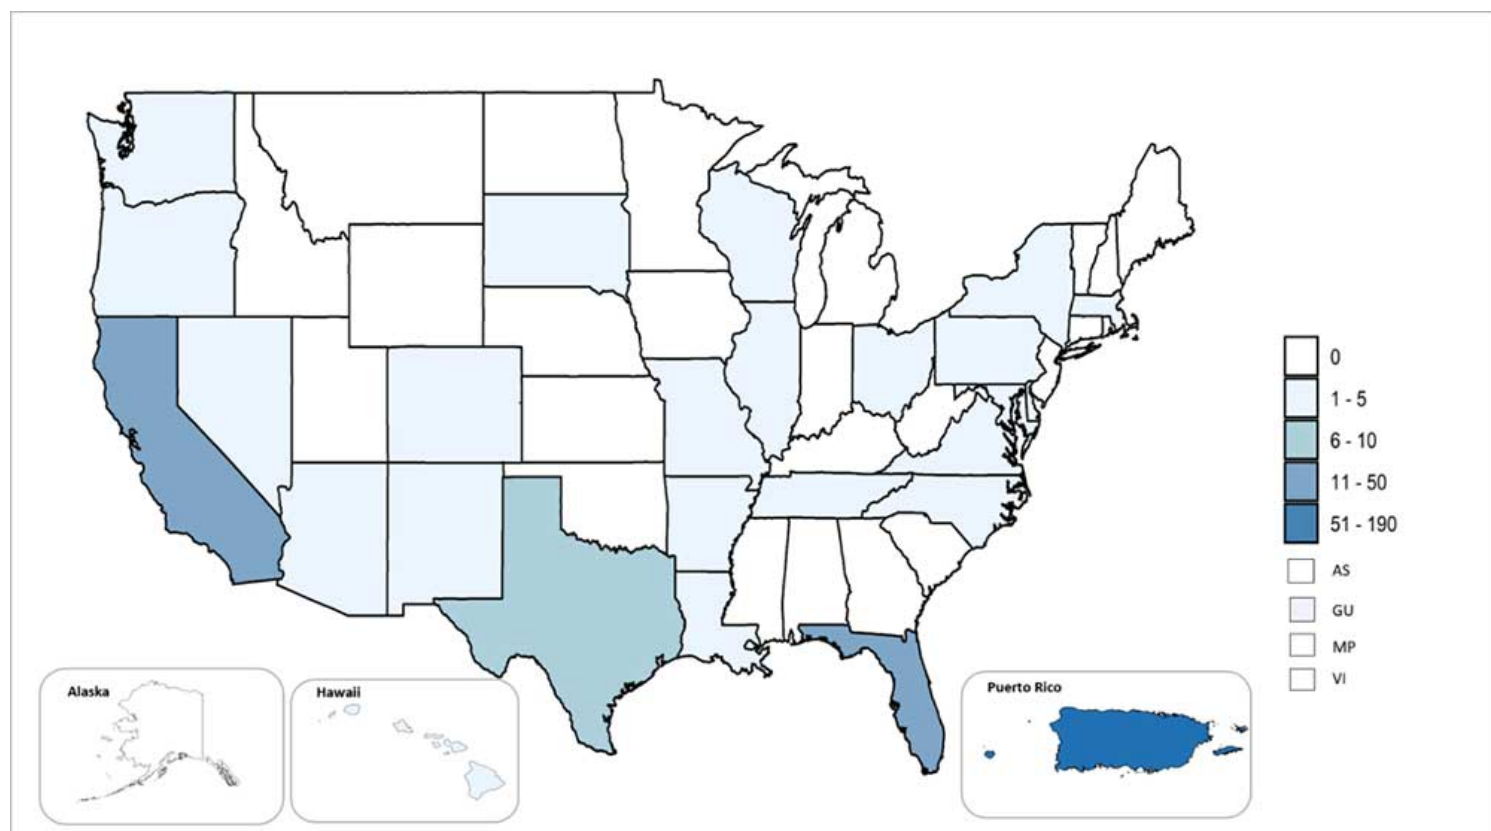 0
1 - 5
6 - 10
11 - 50
51 - 190
AS
GU
MP
VI
Alaska
Hawaii
Puerto Rico